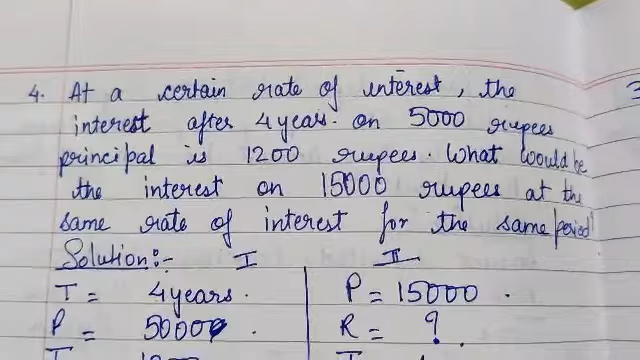 4. At a certain rate of interest, the
interest after 4 years. on 5000 rupees
principal is 1200 rupees. What would be
the interest on 15000 rupees at the
same rate of interest for the same period
Solution:- I II
T = 4 years. P = 15000 .
P = 5000 . R = ? .